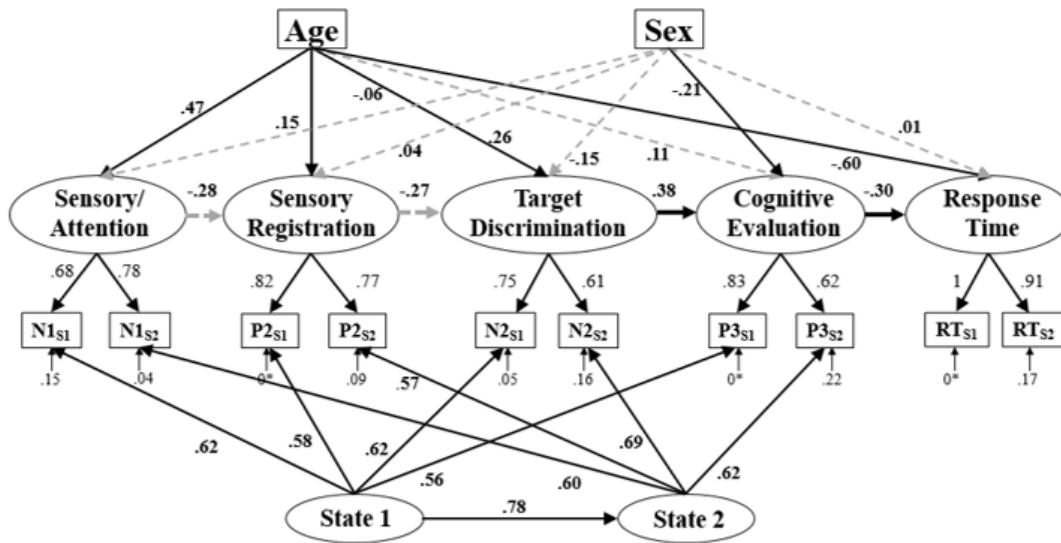 Age Sex
-.06 -.21
.47
.15 .26 .01
.04 -.15 .11 -.60
Sensory/ Attention
-.28
Sensory Registration
-.27
Target Discrimination
.38
Cognitive Evaluation
-.30
Response Time
.68 .78 .82 .77 .75 .61 .83 .62 1 .91
N1S1 N1S2 P2S1 P2S2 N2S1 N2S2 P3S1 P3S2 RTS1 RTS2
.15 .04 0* .09 .05 .16 0* .22 0* .17
.57
.62 .58 .62 .56 .60 .69 .62
State 1 .78 State 2